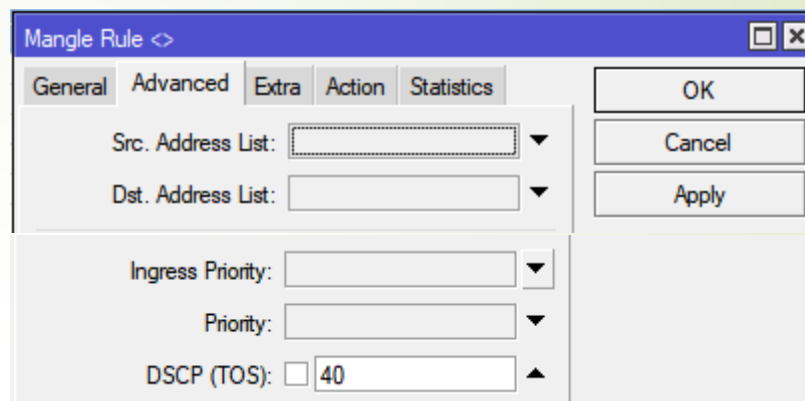 Mangle Rule <>
General Advanced Extra Action Statistics
OK
Src. Address List:
Cancel
Dst. Address List:
Apply
Ingress Priority:
Priority:
DSCP (TOS): 40